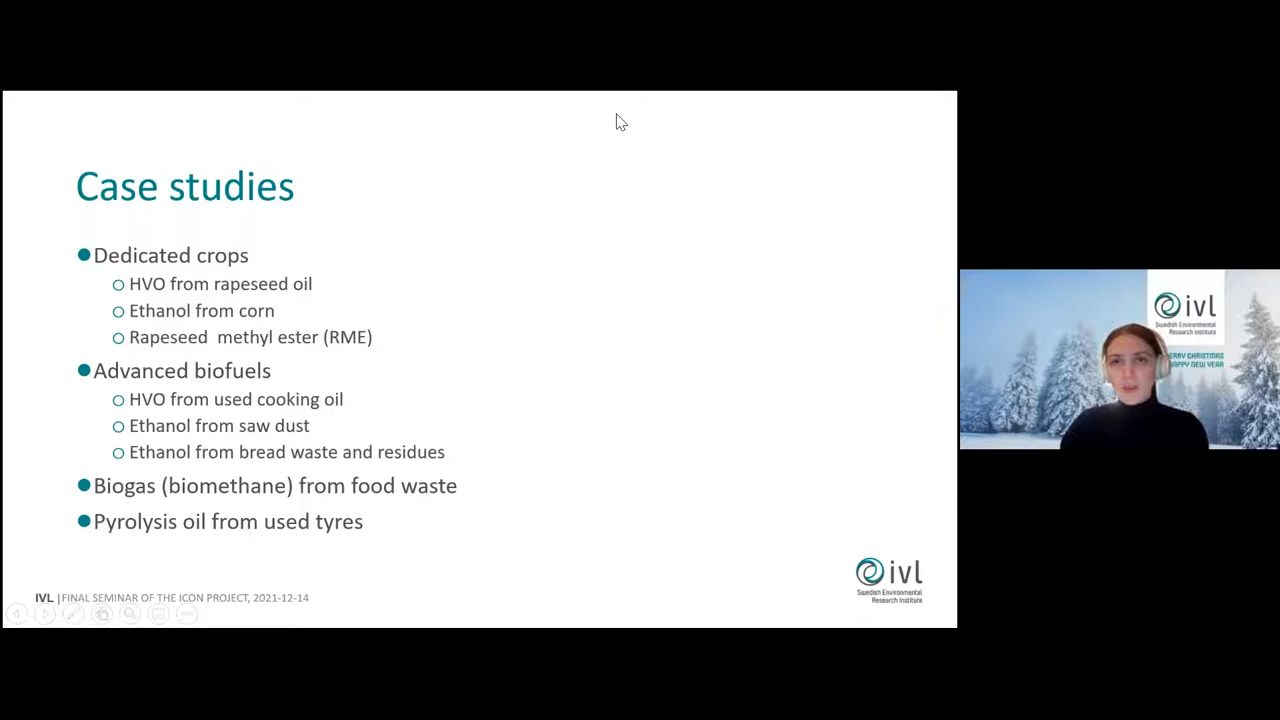 Case studies
Dedicated crops
HVO from rapeseed oil
Ethanol from corn
Rapeseed methyl ester (RME)
Advanced biofuels
HVO from used cooking oil
Ethanol from saw dust
Ethanol from bread waste and residues
Biogas (biomethane) from food waste
Pyrolysis oil from used tyres
IVL | FINAL SEMINAR OF THE ICON PROJECT, 2021-12-14
ivl
Swedish Environmental
Research Institute
ivl
Swedish Environmental
Research Institute
ERRY CHRISTMAS
HAPPY NEW YEAR